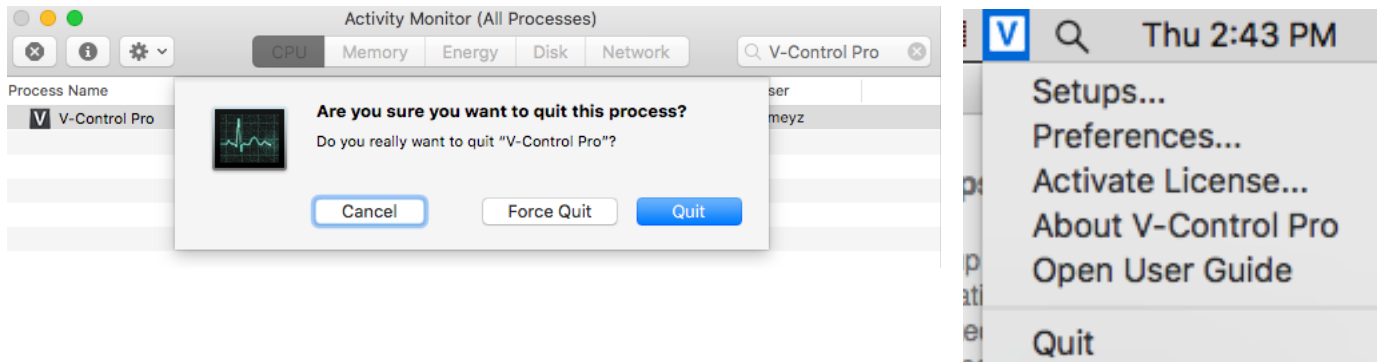 Activity Monitor (All Processes)
CPU Memory Energy Disk Network V-Control Pro
Process Name
V V-Control Pro
Are you sure you want to quit this process?
Do you really want to quit “V-Control Pro”?
Cancel Force Quit Quit
ser
meyz
V Thu 2:43 PM
Setups...
Preferences...
Activate License...
About V-Control Pro
Open User Guide
Quit